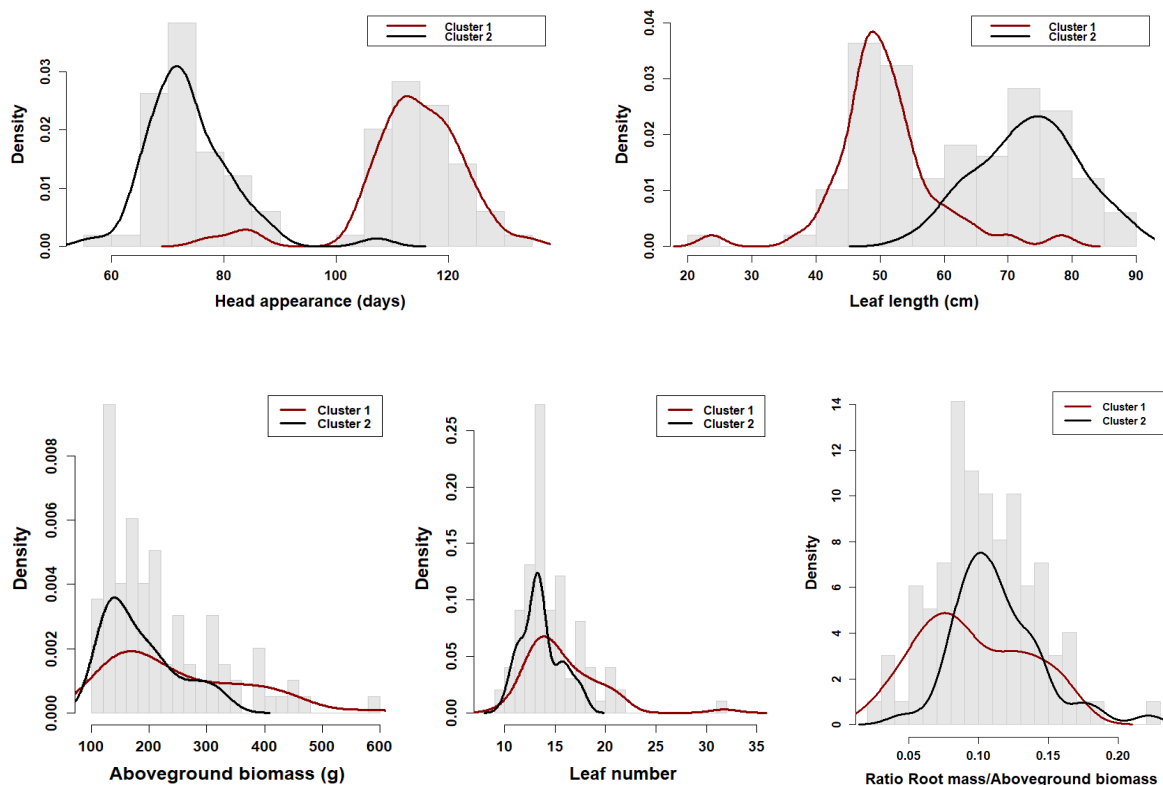 Cluster 1
Cluster 2
Density
0.00 0.01 0.02 0.03
60 80 100 120
Head appearance (days)
Cluster 1
Cluster 2
Density
0.00 0.01 0.02 0.03 0.04
20 30 40 50 60 70 80 90
Leaf length (cm)
Cluster 1
Cluster 2
Density
0.000 0.002 0.004 0.006 0.008
100 200 300 400 500 600
Aboveground biomass (g)
Cluster 1
Cluster 2
Density
0.00 0.05 0.10 0.15 0.20 0.25
10 15 20 25 30 35
Leaf number
Cluster 1
Cluster 2
Density
0 2 4 6 8 10 12 14
0.05 0.10 0.15 0.20
Ratio Root mass/Aboveground biomass